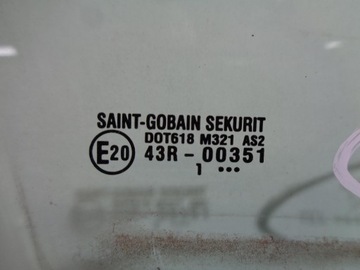 SAINT-GOBAIN SEKURIT
DOT618 M321 AS2
E20 43R-00351
1 •••